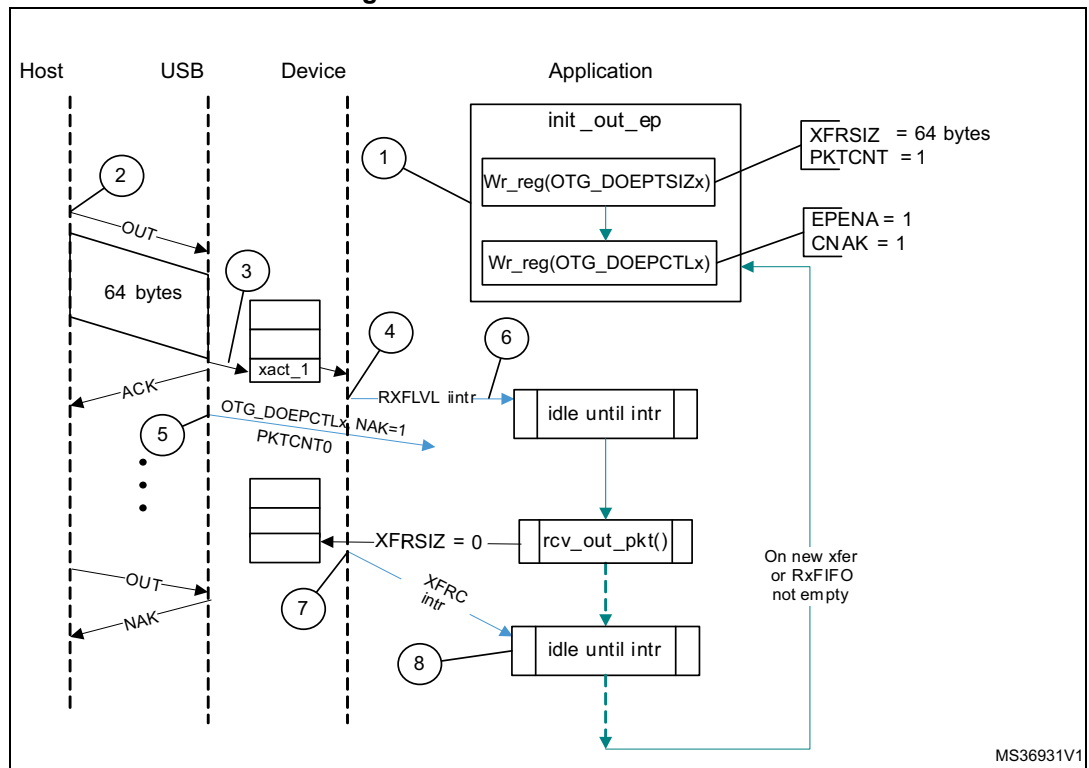 Host USB Device Application
init_out_ep
XFRSIZ = 64 bytes
PKTCNT = 1
1
Wr_reg(OTG_DOEPTSIZx)
2
EPENA = 1
CNAK = 1
OUT
Wr_reg(OTG_DOEPCTLx)
3
64 bytes
4
6
xact_1
ACK
RXFLVL iintr
idle until intr
OTG_DOEPCTLx, NAK=1
PKTCNT0
5
XFRSIZ = 0
rcv_out_pkt()
On new xfer
or RxFIFO
not empty
OUT
XFRC
intr
7
NAK
idle until intr
8
MS36931V1